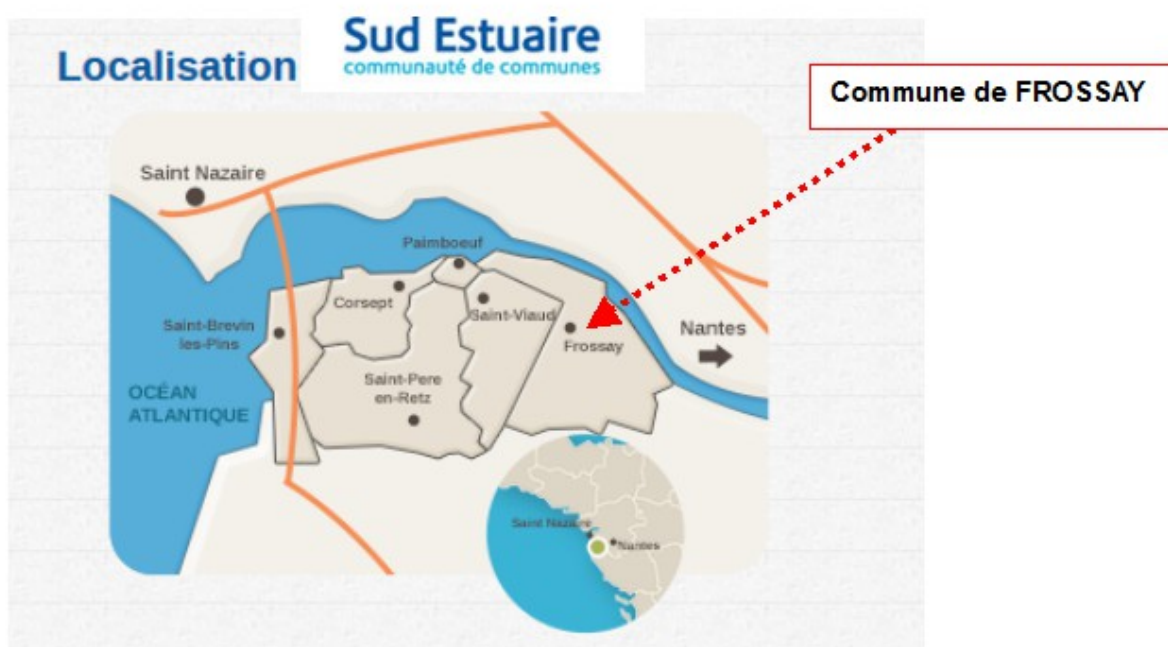 Sud Estuaire
communauté de communes
Localisation
Commune de FROSSAY
Saint Nazaire
Paimboeuf
Corsept
Saint-Viaud
Saint-Brevin
les-Pins
Frossay
Nantes
Saint-Pere
en-Retz
OCÉAN
ATLANTIQUE
Saint Nazaire
Nantes